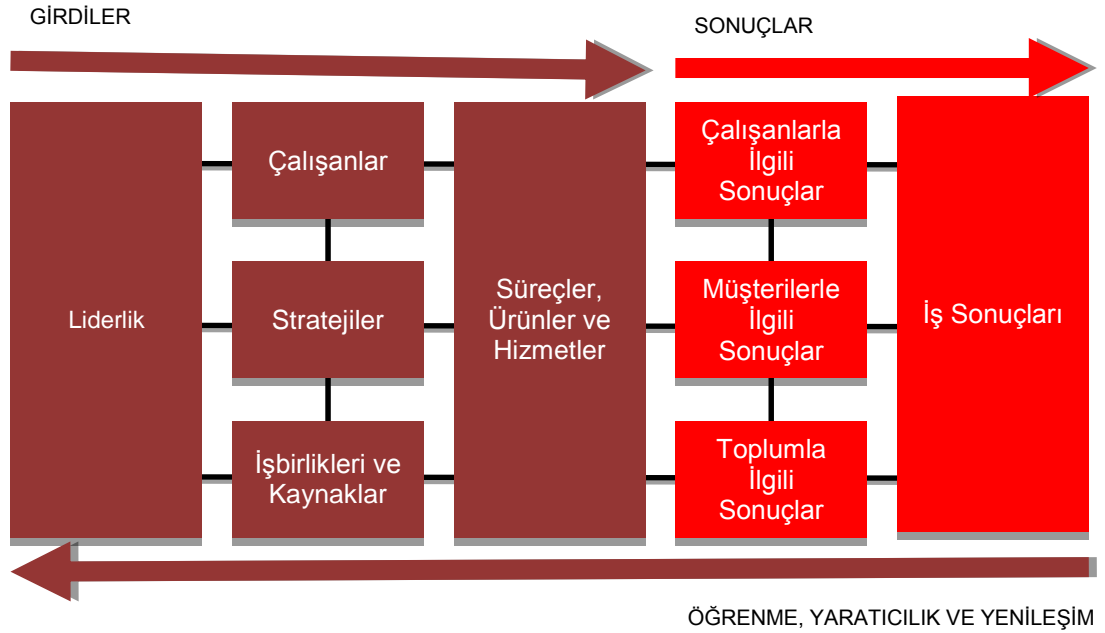 GİRDİLER
SONUÇLAR
Liderlik
Çalışanlar
Stratejiler
İşbirlikleri ve
Kaynaklar
Süreçler,
Ürünler ve
Hizmetler
Çalışanlarla
İlgili
Sonuçlar
Müşterilerle
İlgili
Sonuçlar
Toplumla
İlgili
Sonuçlar
İş Sonuçları
ÖĞRENME, YARATICILIK VE YENİLEŞİM